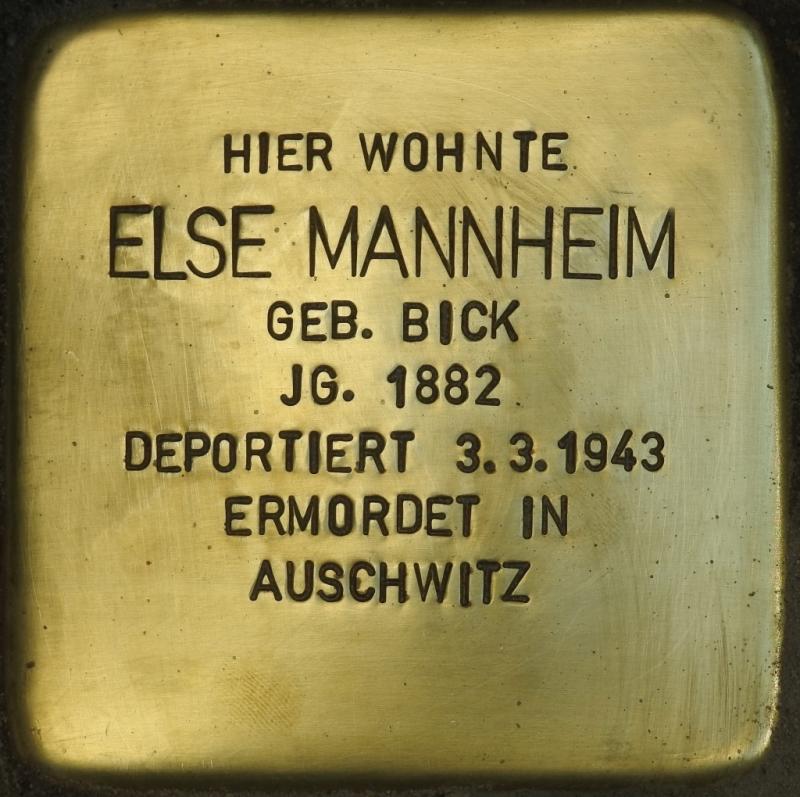 HIER WOHNTE
ELSE MANNHEIM
GEB. BICK
JG. 1882
DEPORTIERT 3.3.1943
ERMORDET IN
AUSCHWITZ